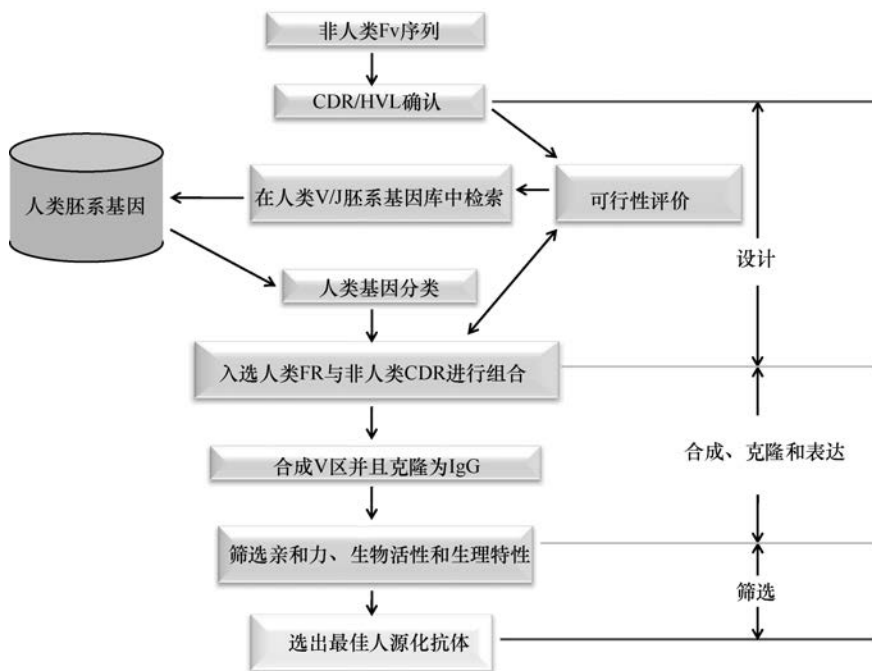 非人类Fv序列
CDR/HVL确认
人类胚系基因
在人类V/J胚系基因库中检索
可行性评价
设计
人类基因分类
入选人类FR与非人类CDR进行组合
合成、克隆和表达
合成V区并且克隆为IgG
筛选亲和力、生物活性和生理特性
筛选
选出最佳人源化抗体